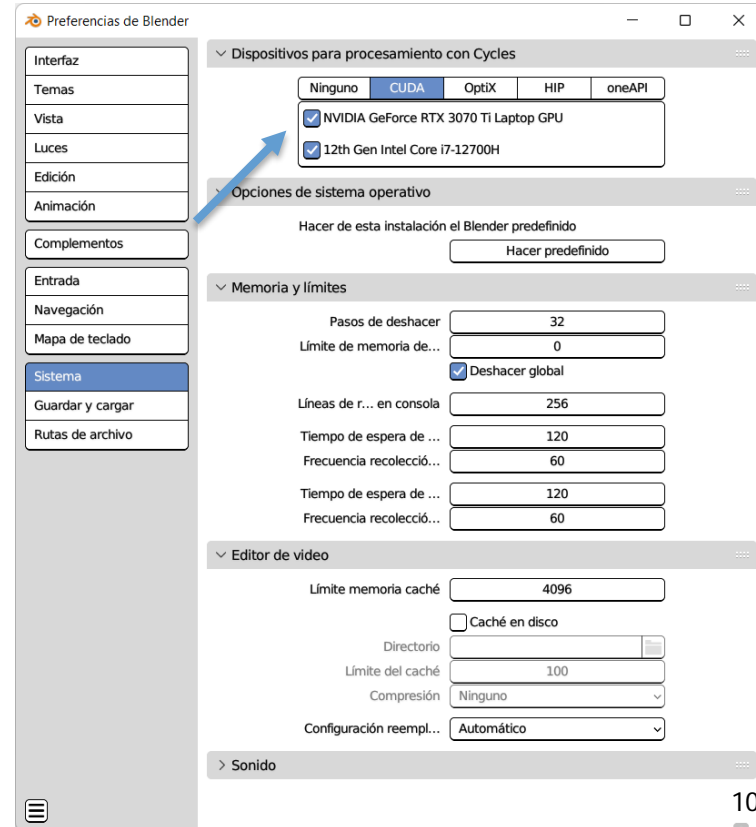 Preferencias de Blender
Interfaz
Temas
Vista
Luces
Edición
Animación
Complementos
Entrada
Navegación
Mapa de teclado
Sistema
Guardar y cargar
Rutas de archivo
Dispositivos para procesamiento con Cycles
Ninguno CUDA OptiX HIP oneAPI
NVIDIA GeForce RTX 3070 Ti Laptop GPU
12th Gen Intel Core i7-12700H
Opciones de sistema operativo
Hacer de esta instalación el Blender predefinido
Hacer predefinido
Memoria y límites
Pasos de deshacer 32
Límite de memoria de... 0
Deshacer global
Líneas de r... en consola 256
Tiempo de espera de ... 120
Frecuencia recolecció... 60
Tiempo de espera de ... 120
Frecuencia recolecció... 60
Editor de video
Límite memoria caché 4096
Caché en disco
Directorio
Límite del caché 100
Compresión Ninguno
Configuración reempl... Automático
Sonido
10